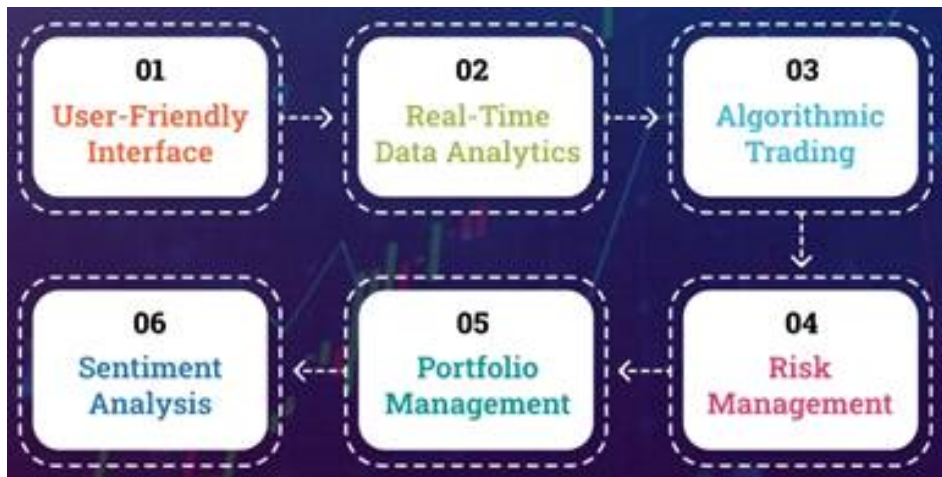 01
User-Friendly
Interface
02
Real-Time
Data Analytics
03
Algorithmic
Trading
04
Risk
Management
05
Portfolio
Management
06
Sentiment
Analysis